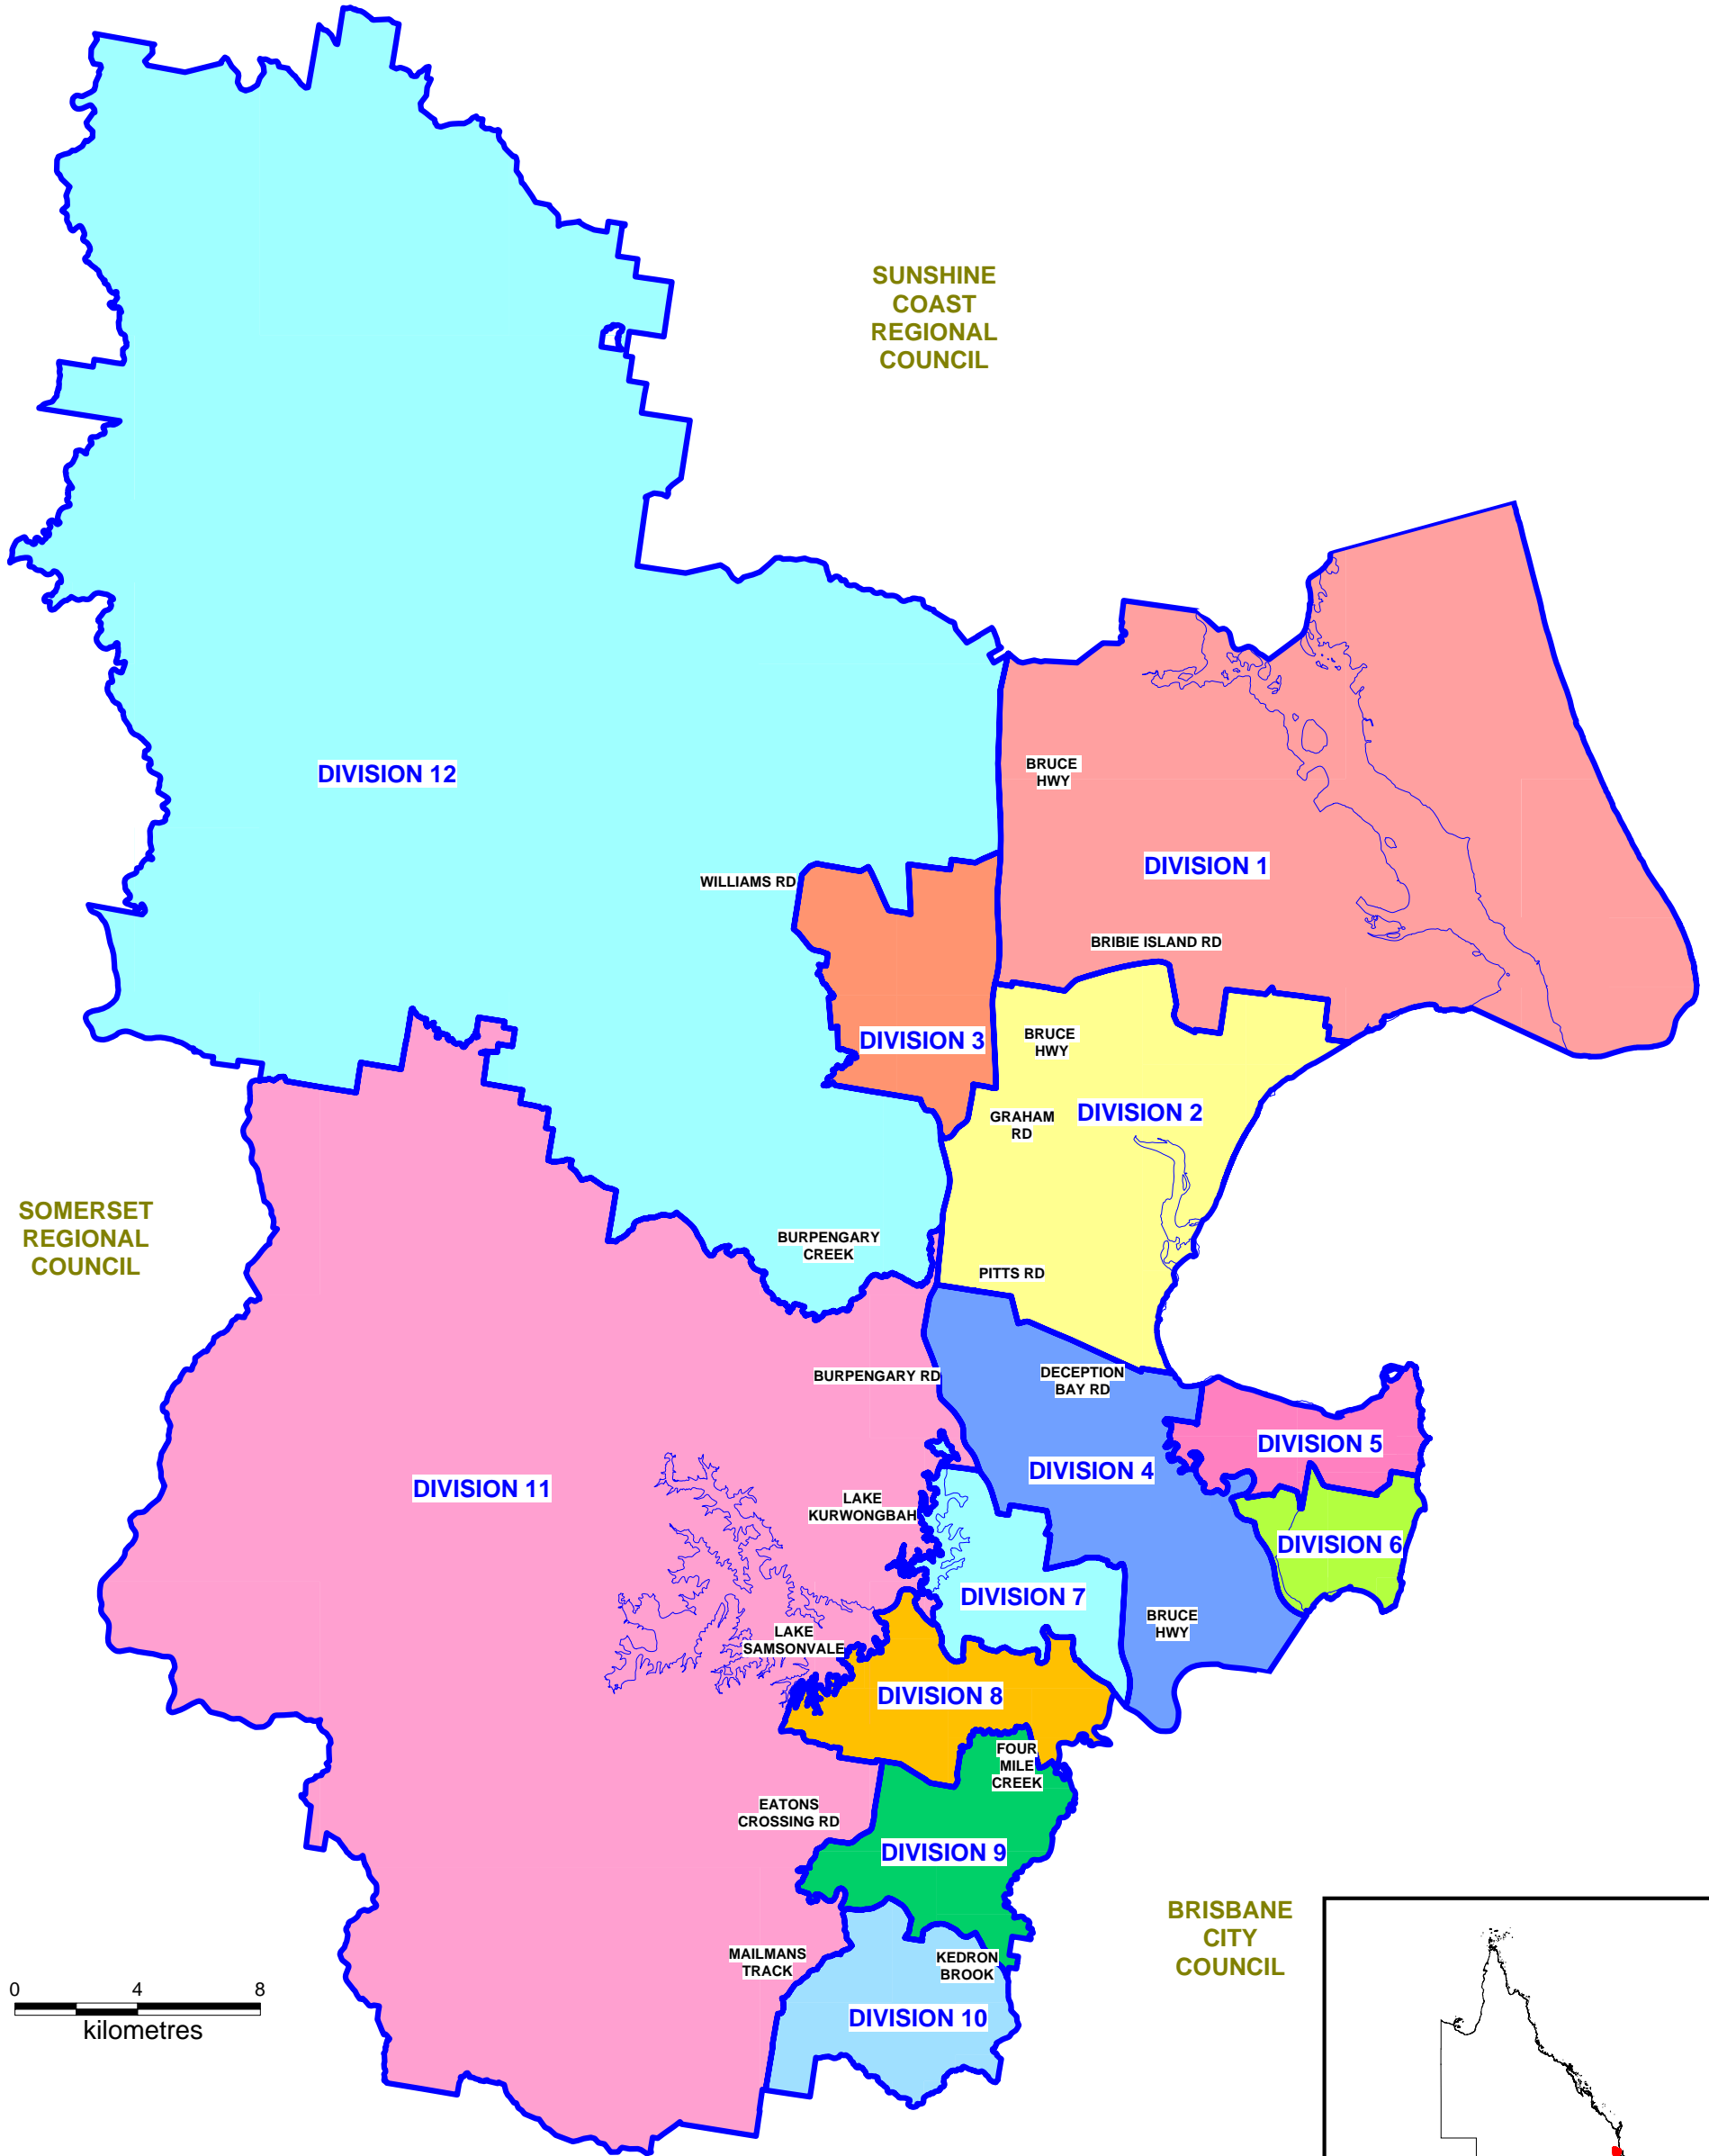 SUNSHINE
COAST
REGIONAL
COUNCIL
DIVISION 12
BRUCE
HWY
DIVISION 1
WILLIAMS RD
BRIBIE ISLAND RD
DIVISION 3
BRUCE
HWY
DIVISION 2
GRAHAM
RD
SOMERSET
REGIONAL
COUNCIL
BURPENGARY
CREEK
PITTS RD
BURPENGARY RD
DECEPTION
BAY RD
DIVISION 5
DIVISION 4
DIVISION 11
LAKE
KURWONGBAH
DIVISION 6
DIVISION 7
BRUCE
HWY
LAKE
SAMSONVALE
DIVISION 8
FOUR
MILE
CREEK
EATONS
CROSSING RD
DIVISION 9
BRISBANE
CITY
COUNCIL
MAILMANS
TRACK
KEDRON
BROOK
DIVISION 10
0 4 8
kilometres